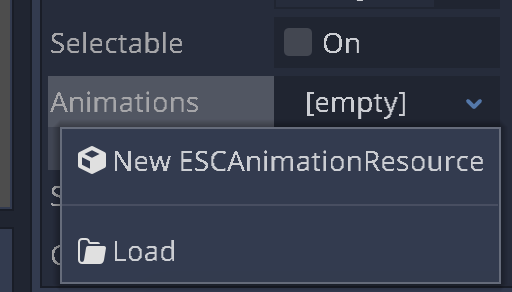 Selectable
On
Animations
[empty]
New ESCAnimationResource
Load